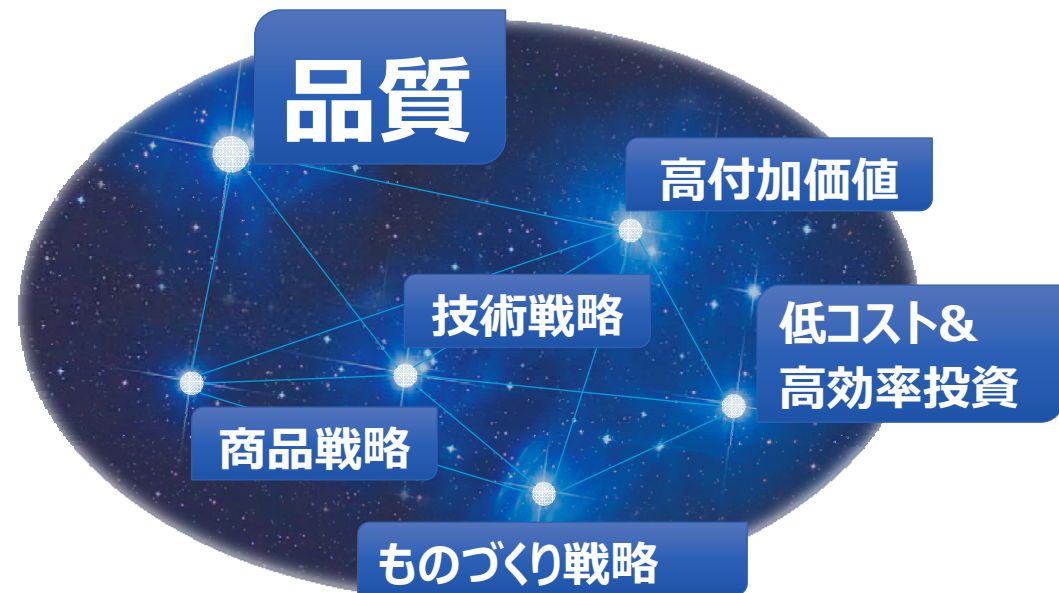 品質
高付加価値
技術戦略
低コスト&
高効率投資
商品戦略
ものづくり戦略